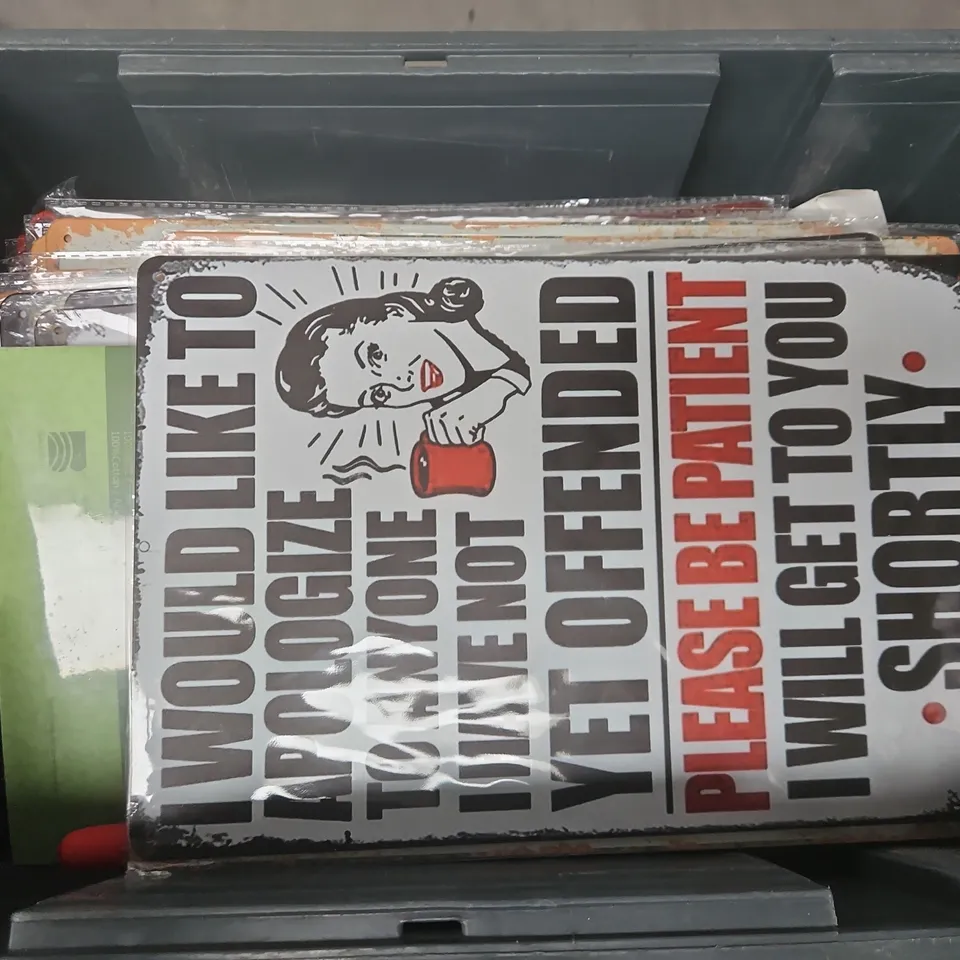 I WOULD LIKE TO
APOLOGIZE
TO ANYONE
I HAVE NOT
YET OFFENDED
PLEASE BE PATIENT
I WILL GET TO YOU
• SHORTLY •